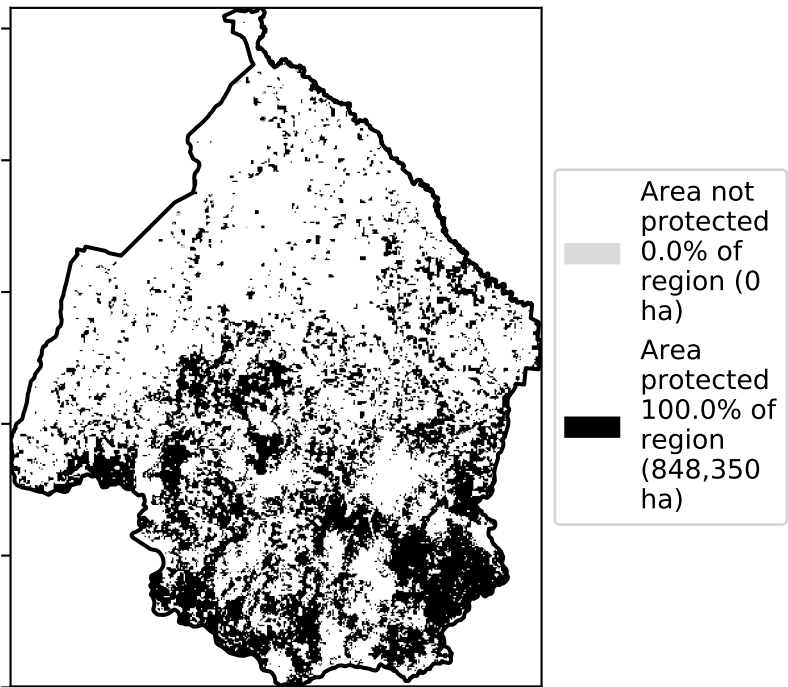 Area not
protected
0.0% of
region (0
ha)
Area
protected
100.0% of
region
(848,350
ha)